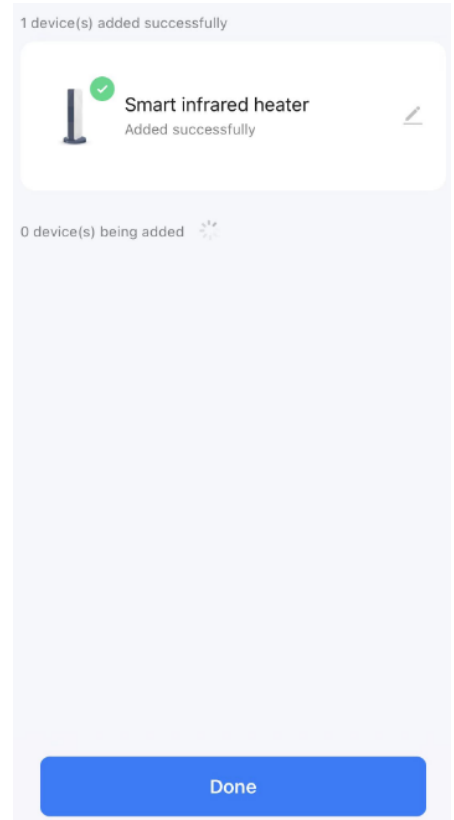 1 device(s) added successfully
Smart infrared heater
Added successfully
0 device(s) being added
Done